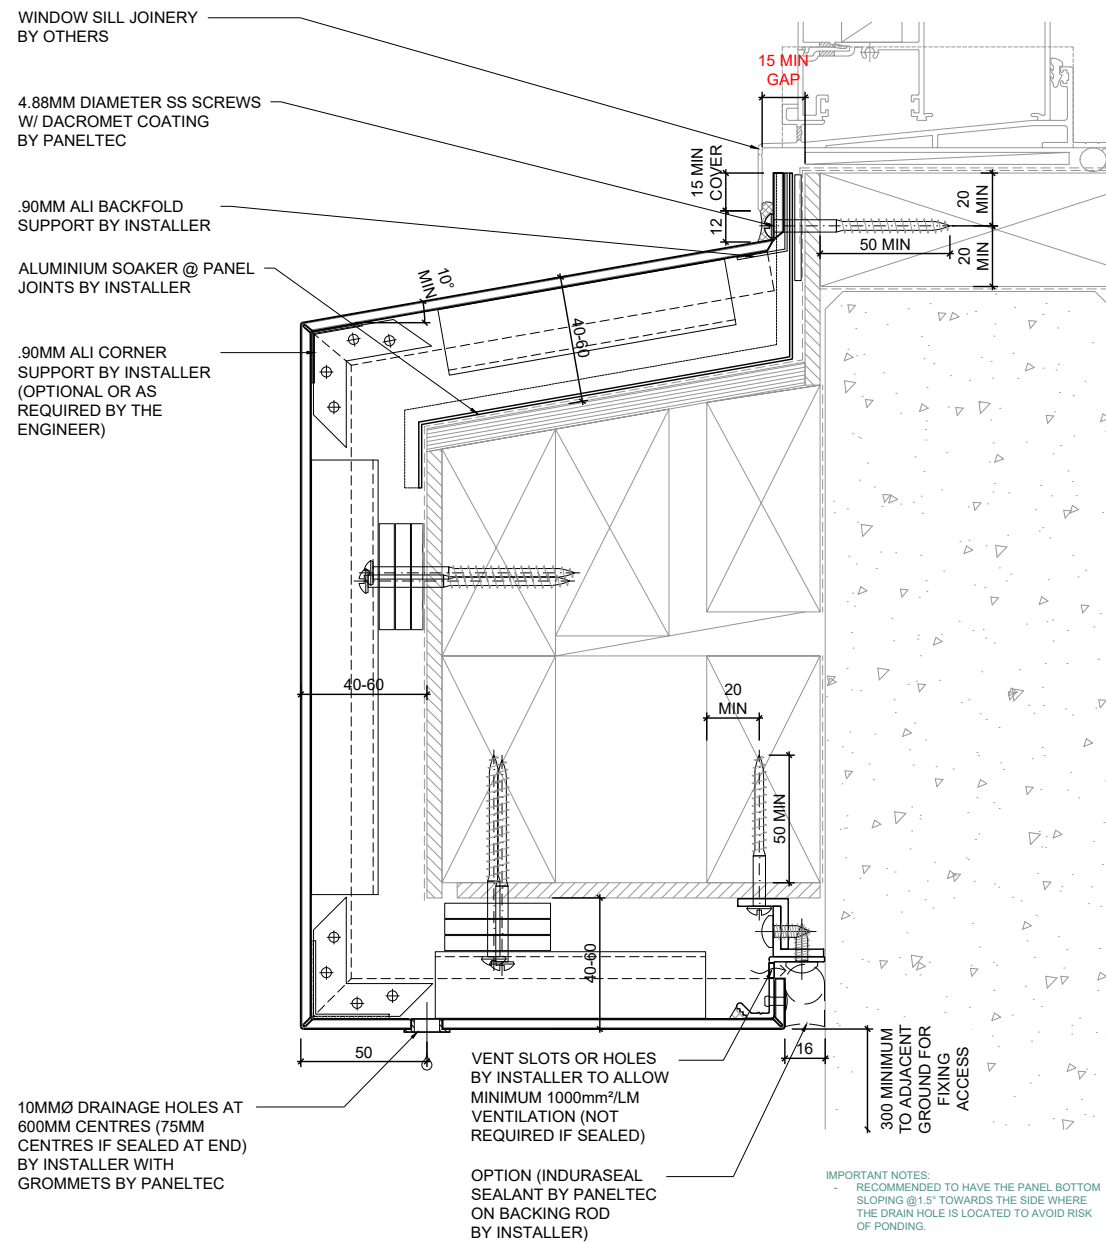 WINDOW SILL JOINERY
BY OTHERS
15 MIN
GAP
4.88MM DIAMETER SS SCREWS
W/ DACROMET COATING
BY PANELTEC
15 MIN
COVER
12
20
MIN
50 MIN
20
MIN
.90MM ALI BACKFOLD
SUPPORT BY INSTALLER
ALUMINIUM SOAKER @ PANEL
JOINTS BY INSTALLER
10°
MIN
40-60
.90MM ALI CORNER
SUPPORT BY INSTALLER
(OPTIONAL OR AS
REQUIRED BY THE
ENGINEER)
40-60
20
MIN
50 MIN
40-60
50
16
300 MINIMUM
TO ADJACENT
GROUND FOR
FIXING
ACCESS
VENT SLOTS OR HOLES
BY INSTALLER TO ALLOW
MINIMUM 1000mm²/LM
VENTILATION (NOT
REQUIRED IF SEALED)
10MMØ DRAINAGE HOLES AT
600MM CENTRES (75MM
CENTRES IF SEALED AT END)
BY INSTALLER WITH
GROMMETS BY PANELTEC
OPTION (INDURASEAL
SEALANT BY PANELTEC
ON BACKING ROD
BY INSTALLER)
IMPORTANT NOTES:
- RECOMMENDED TO HAVE THE PANEL BOTTOM
SLOPING @1.5° TOWARDS THE SIDE WHERE
THE DRAIN HOLE IS LOCATED TO AVOID RISK
OF PONDING.